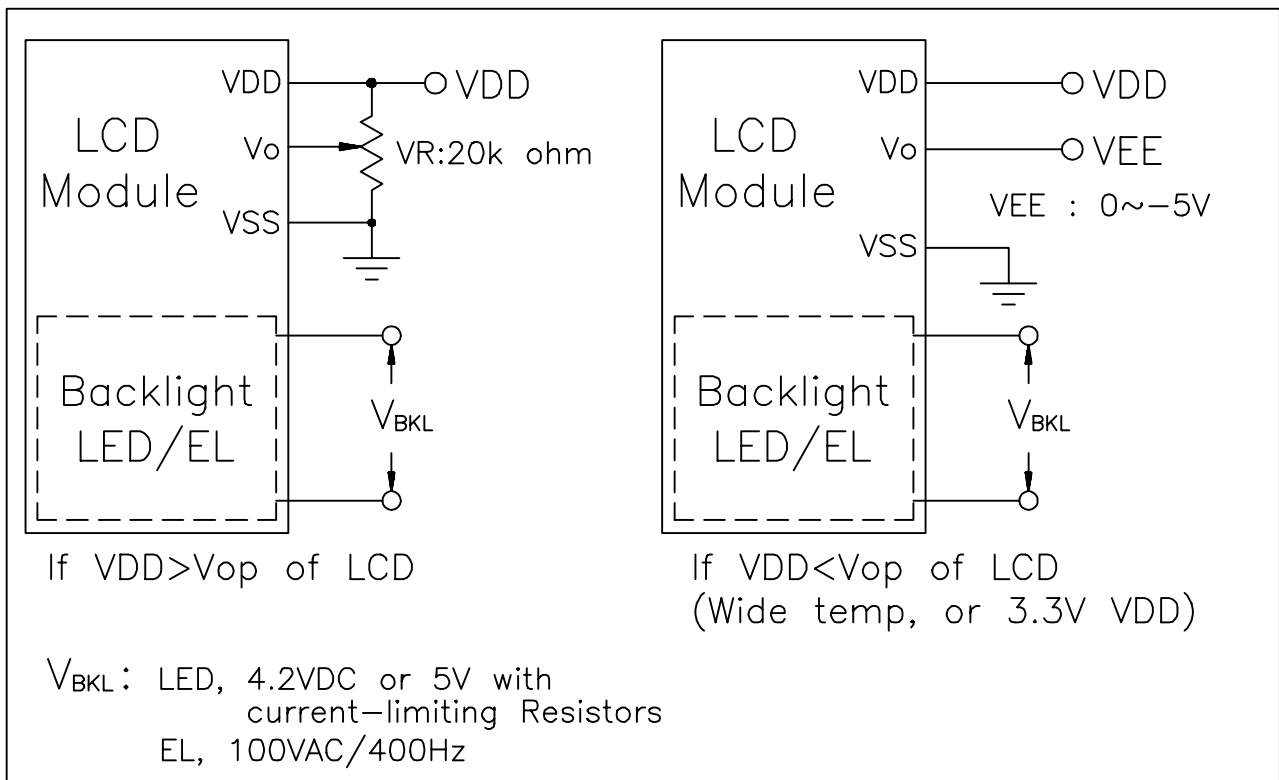 VDD
VDD
LCD
Module
Vo
VR:20k ohm
VSS
Backlight
LED/EL
VBKL
If VDD>Vop of LCD
VDD
VDD
LCD
Module
Vo
VEE
VEE : 0~-5V
VSS
Backlight
LED/EL
VBKL
If VDD<Vop of LCD
(Wide temp, or 3.3V VDD)
VBKL: LED, 4.2VDC or 5V with
current-limiting Resistors
EL, 100VAC/400Hz